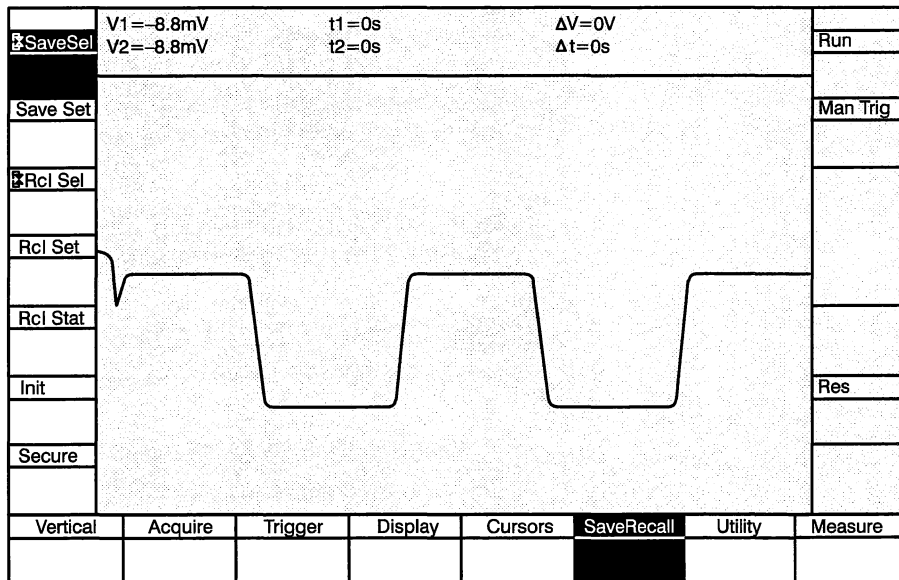 V1=–8.8mV t1=0s ΔV=0V
V2=–8.8mV t2=0s Δt=0s
SaveSel
Save Set
Rcl Sel
Rcl Set
Rcl Stat
Init
Secure
Run
Man Trig
Res
Vertical Acquire Trigger Display Cursors SaveRecall Utility Measure